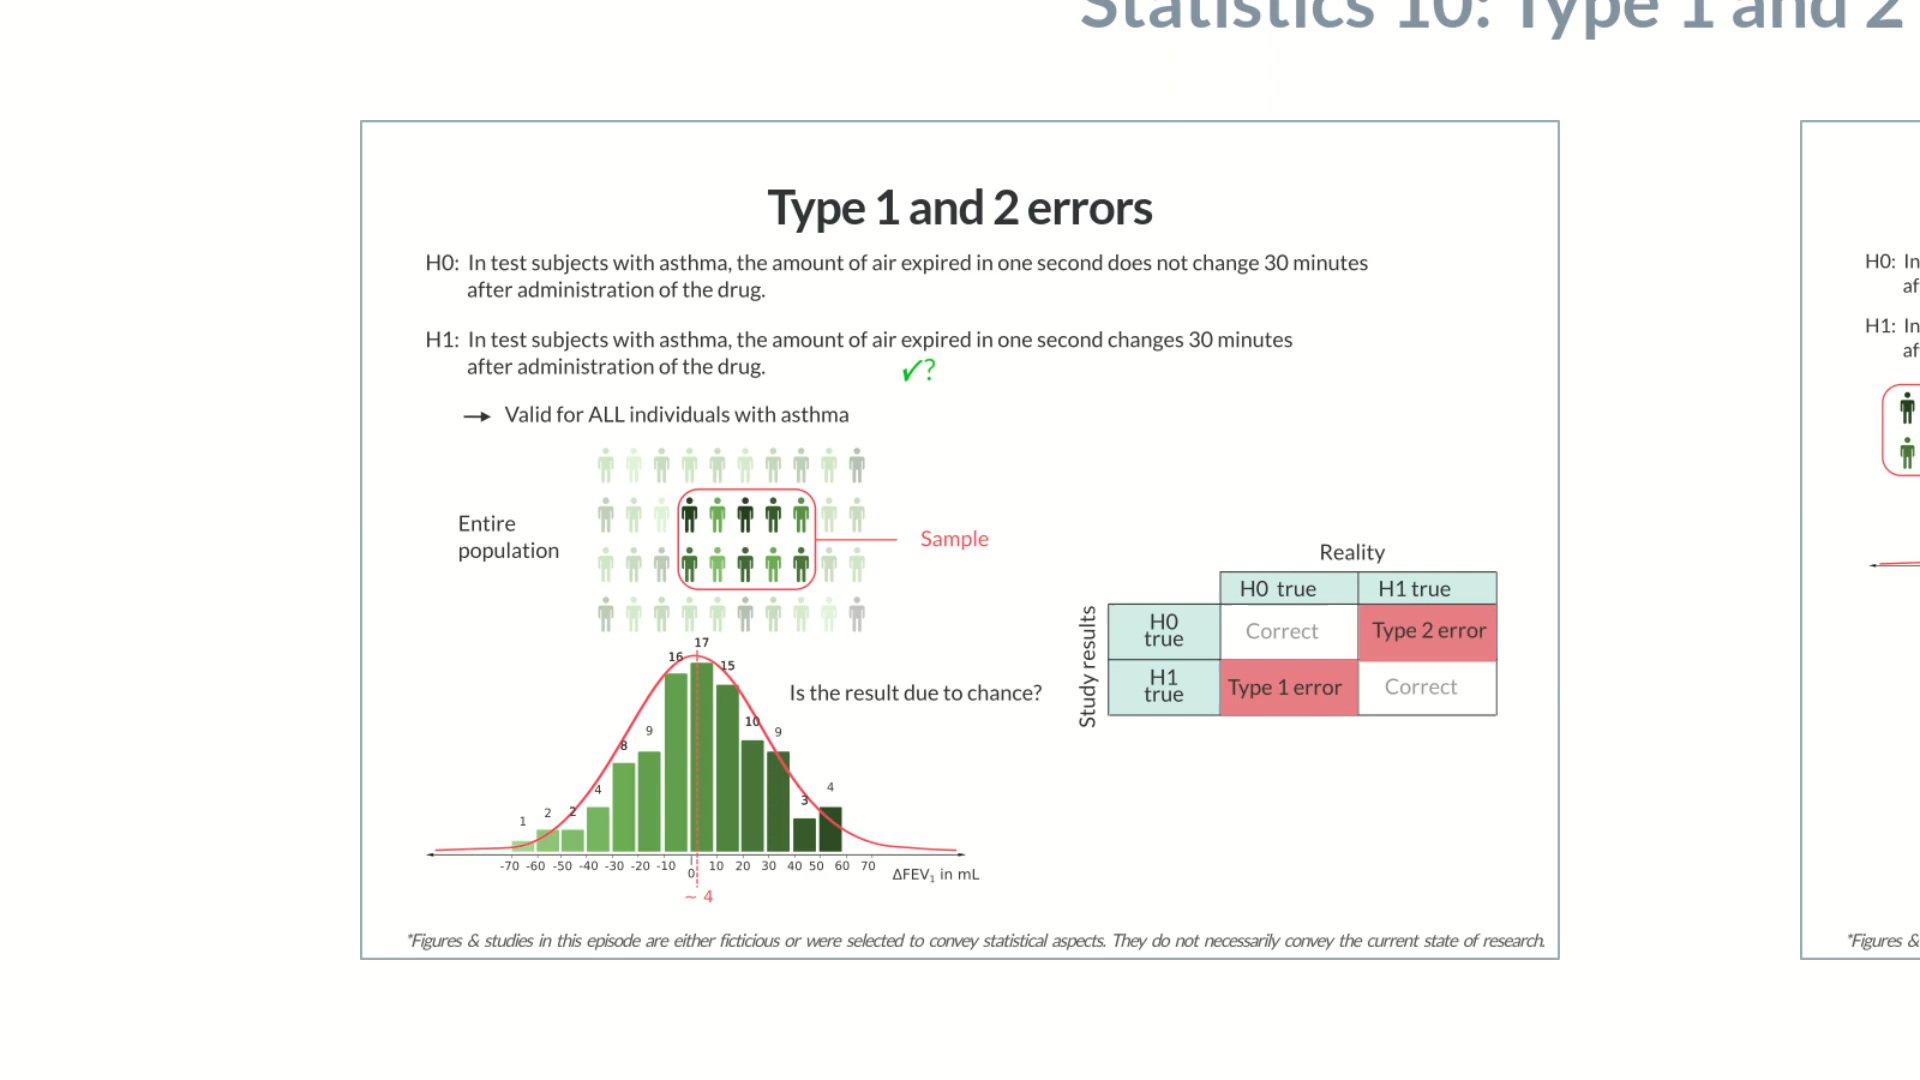 Statistics 10: Type 1 and 2
Type 1 and 2 errors
H0: In test subjects with asthma, the amount of air expired in one second does not change 30 minutes
after administration of the drug.
H1: In test subjects with asthma, the amount of air expired in one second changes 30 minutes
after administration of the drug.
✓?
→ Valid for ALL individuals with asthma
Entire
population
Sample
Reality
H0 true
H1 true
Study results
H0
true
Correct
Type 2 error
H1
true
Type 1 error
Correct
Is the result due to chance?
1
2
2
4
8
9
16
17
15
10
9
3
4
-70 -60 -50 -40 -30 -20 -10 0 10 20 30 40 50 60 70
ΔFEV₁ in mL
~ 4
*Figures & studies in this episode are either ficticious or were selected to convey statistical aspects. They do not necessarily convey the current state of research.
H0: In
af
H1: In
af
*Figures &